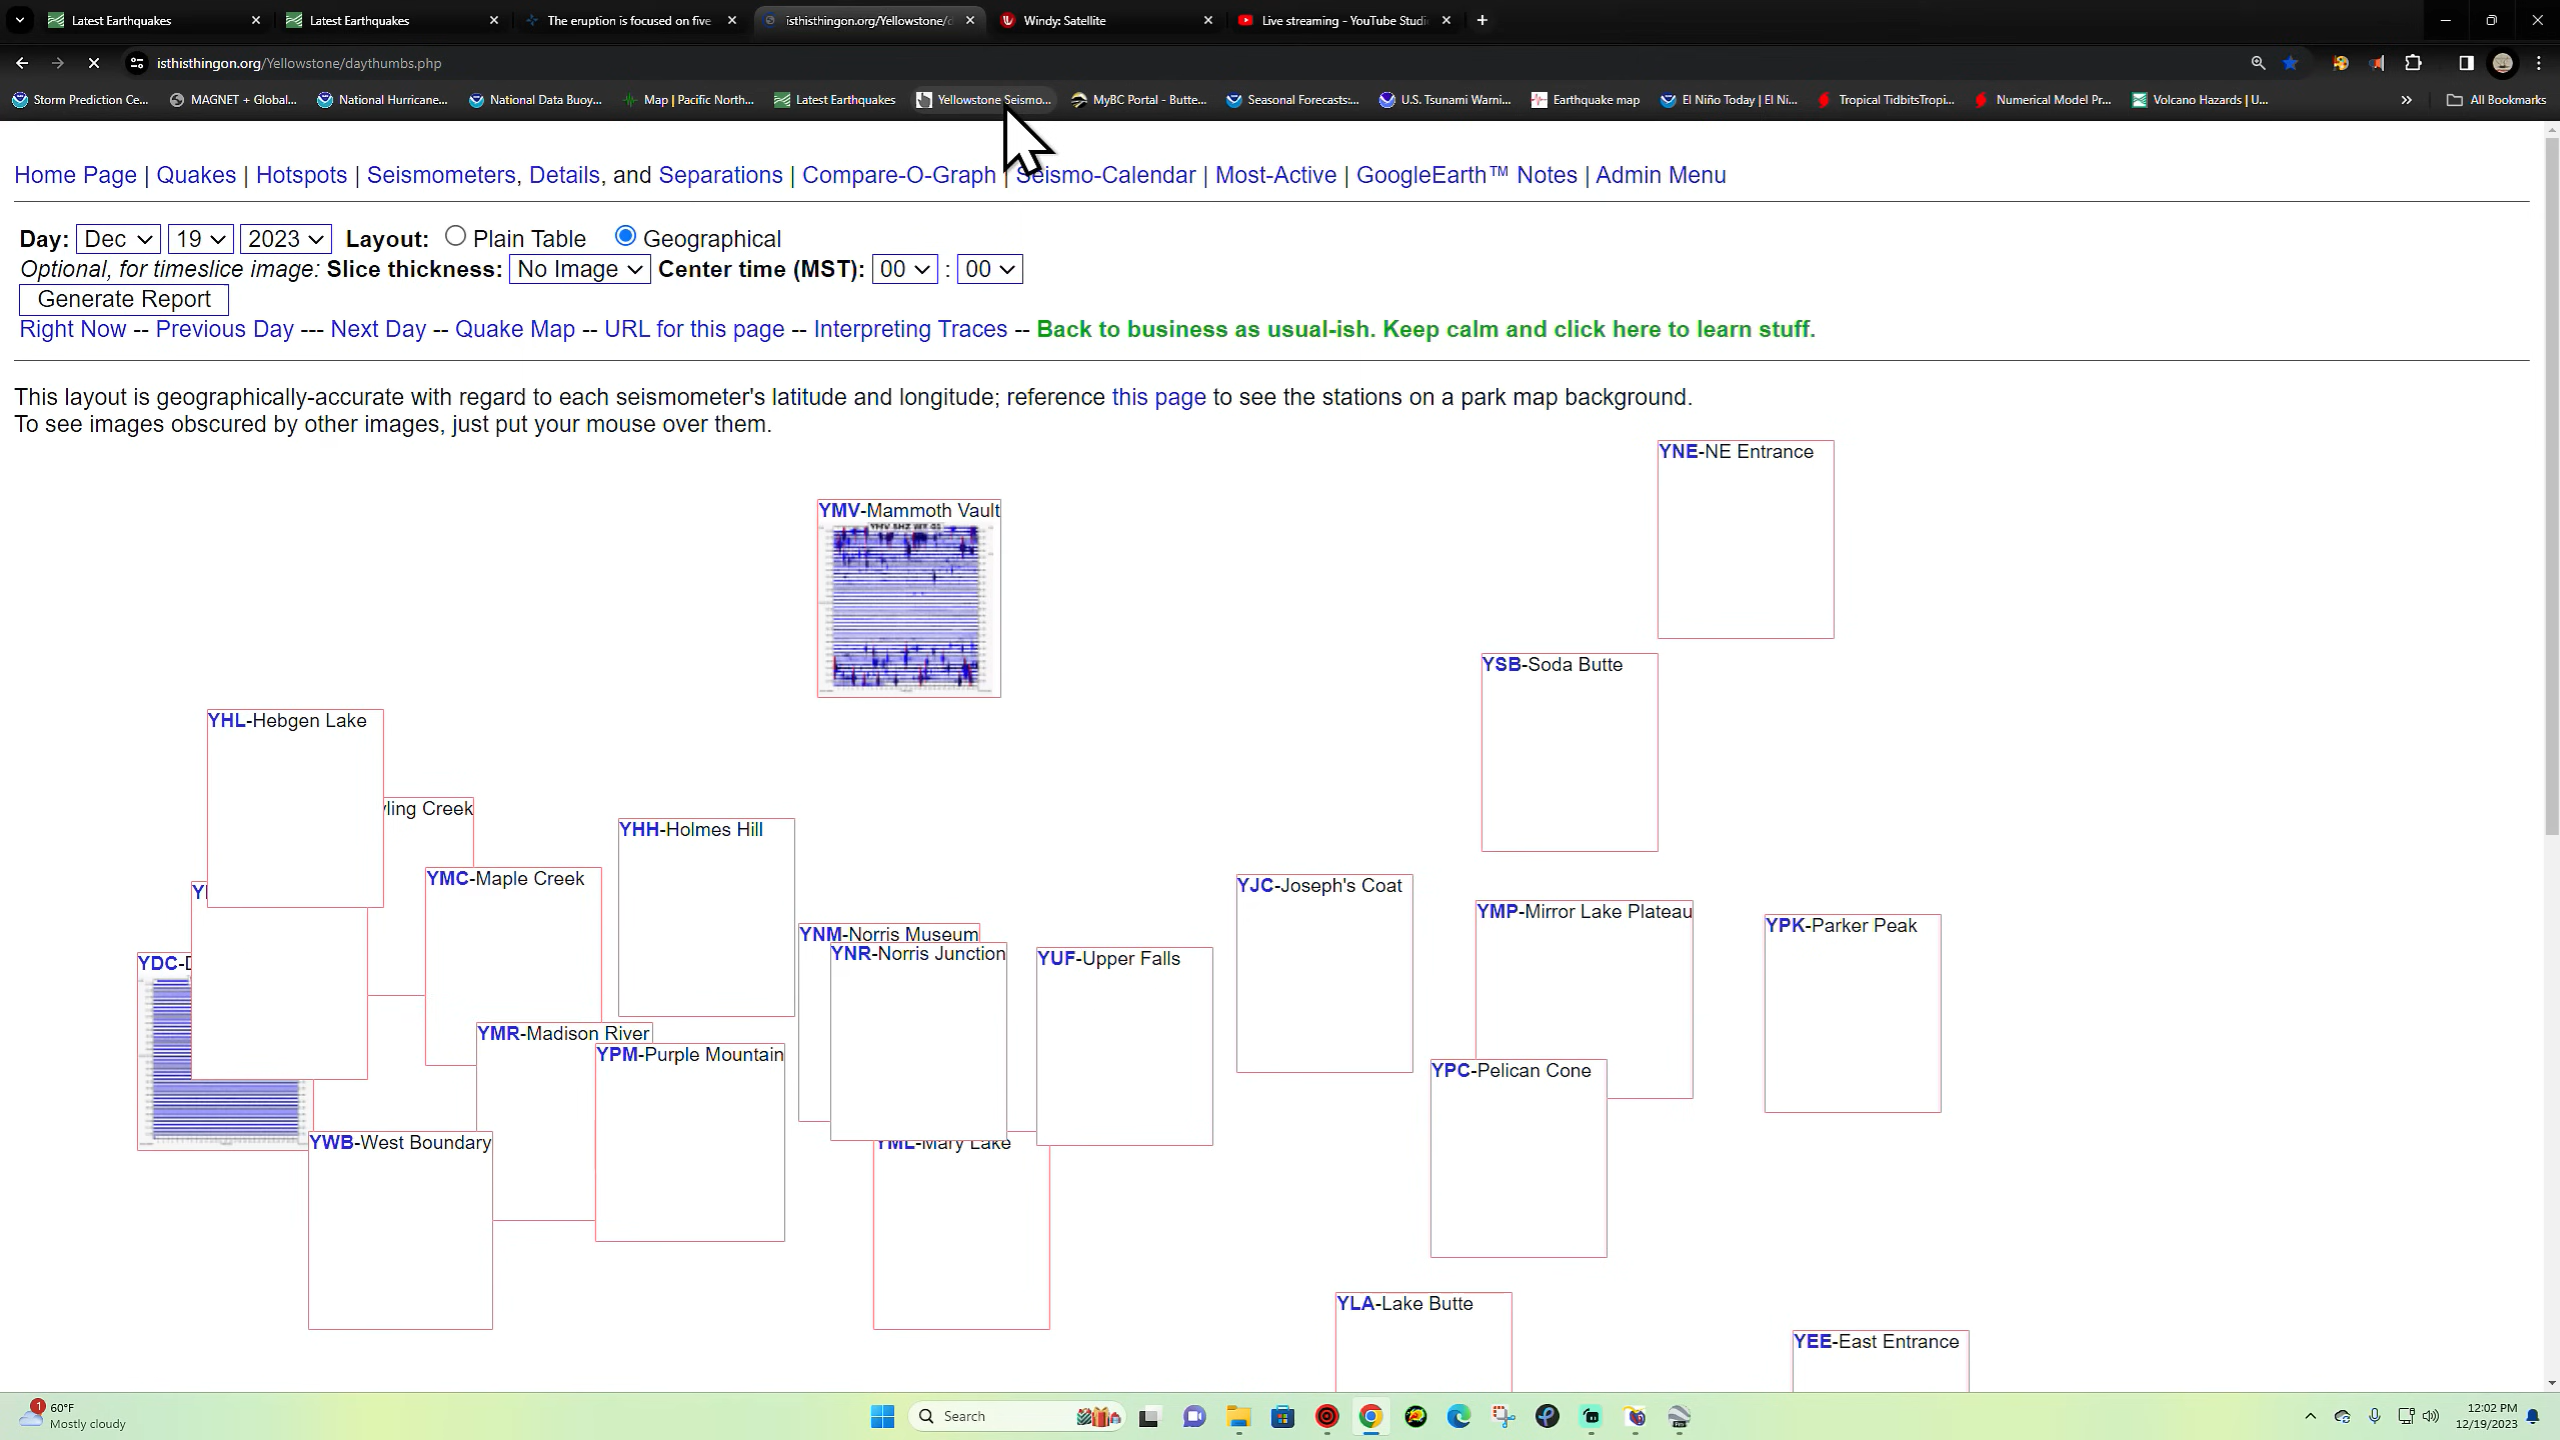 Latest Earthquakes
Latest Earthquakes
The eruption is focused on five
isthisthingon.org/Yellowstone/d
Windy: Satellite
Live streaming - YouTube Studi
isthisthingon.org/Yellowstone/daythumbs.php
Storm Prediction Ce...
MAGNET + Global...
National Hurricane...
National Data Buoy...
Map | Pacific North...
Latest Earthquakes
Yellowstone Seismo...
MyBC Portal - Butte...
Seasonal Forecasts:...
U.S. Tsunami Warni...
Earthquake map
El Niño Today | El Ni...
Tropical TidbitsTropi...
Numerical Model Pr...
Volcano Hazards | U...
All Bookmarks
Home Page | Quakes | Hotspots | Seismometers, Details, and Separations | Compare-O-Graph | Seismo-Calendar | Most-Active | GoogleEarth™ Notes | Admin Menu
Day: Dec 19 2023 Layout: Plain Table Geographical
Optional, for timeslice image: Slice thickness: No Image Center time (MST): 00 : 00
Generate Report
Right Now -- Previous Day --- Next Day -- Quake Map -- URL for this page -- Interpreting Traces -- Back to business as usual-ish. Keep calm and click here to learn stuff.
This layout is geographically-accurate with regard to each seismometer's latitude and longitude; reference this page to see the stations on a park map background.
To see images obscured by other images, just put your mouse over them.
YNE-NE Entrance
YMV-Mammoth Vault
YSB-Soda Butte
YHL-Hebgen Lake
ling Creek
YHH-Holmes Hill
YMC-Maple Creek
YJC-Joseph's Coat
YMP-Mirror Lake Plateau
YPK-Parker Peak
YNM-Norris Museum
YNR-Norris Junction
YUF-Upper Falls
YDC-
YMR-Madison River
YPM-Purple Mountain
YPC-Pelican Cone
YWB-West Boundary
YML-Mary Lake
YLA-Lake Butte
YEE-East Entrance
1
60°F
Mostly cloudy
Search
12:02 PM
12/19/2023